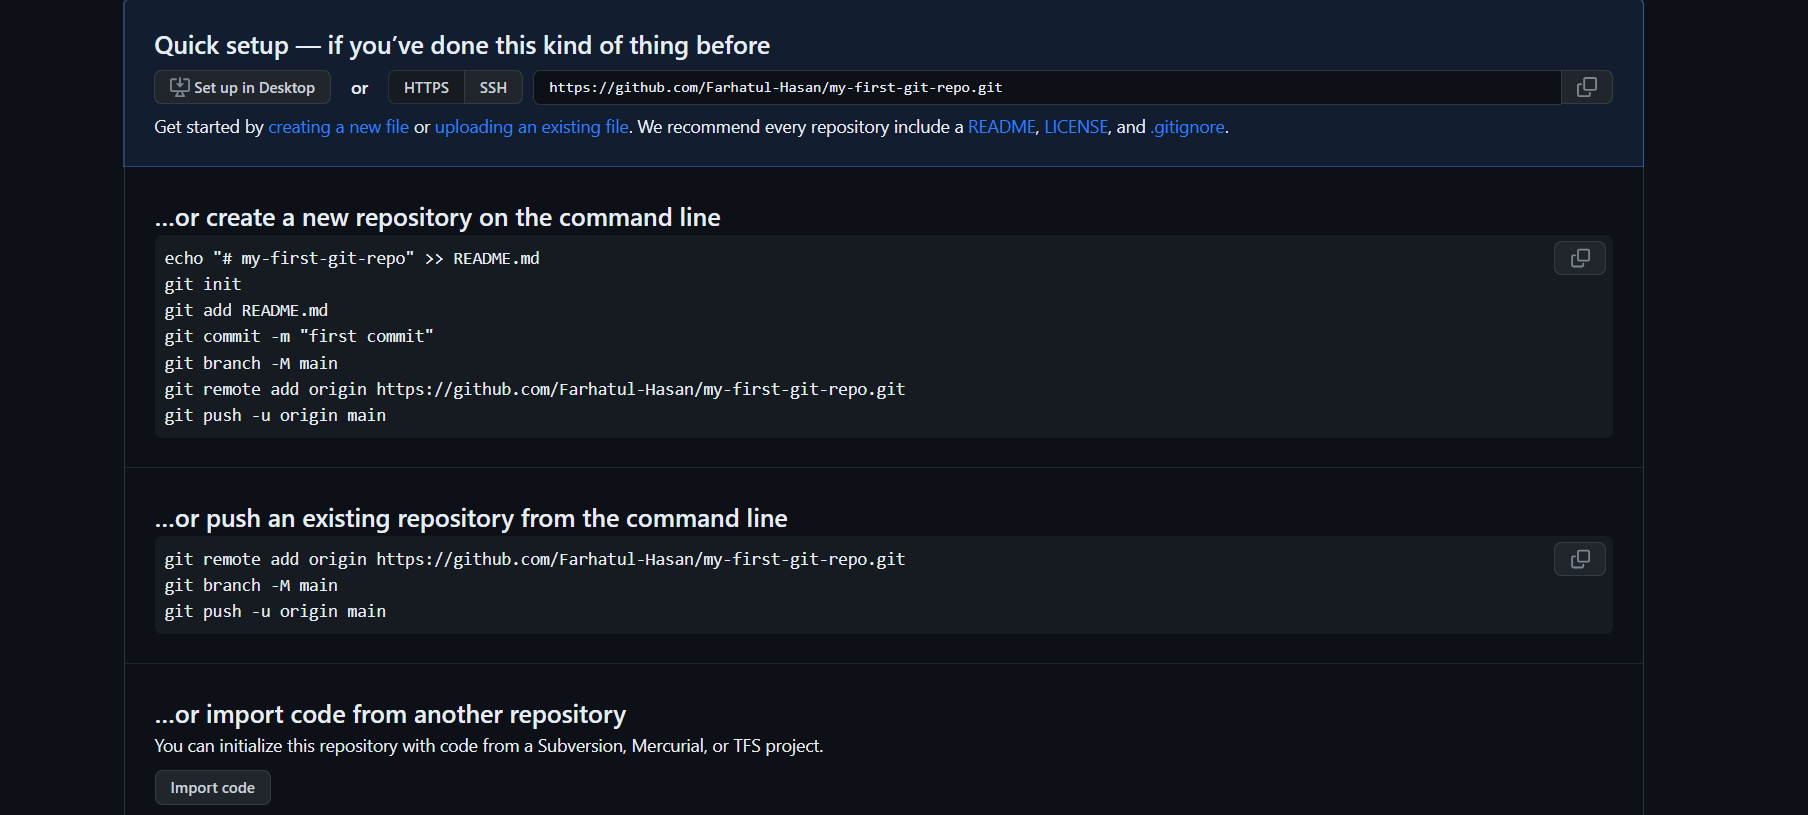 Quick setup — if you’ve done this kind of thing before
Set up in Desktop or HTTPS SSH https://github.com/Farhatul-Hasan/my-first-git-repo.git
Get started by creating a new file or uploading an existing file. We recommend every repository include a README, LICENSE, and .gitignore.
…or create a new repository on the command line
echo "# my-first-git-repo" >> README.md
git init
git add README.md
git commit -m "first commit"
git branch -M main
git remote add origin https://github.com/Farhatul-Hasan/my-first-git-repo.git
git push -u origin main
…or push an existing repository from the command line
git remote add origin https://github.com/Farhatul-Hasan/my-first-git-repo.git
git branch -M main
git push -u origin main
…or import code from another repository
You can initialize this repository with code from a Subversion, Mercurial, or TFS project.
Import code